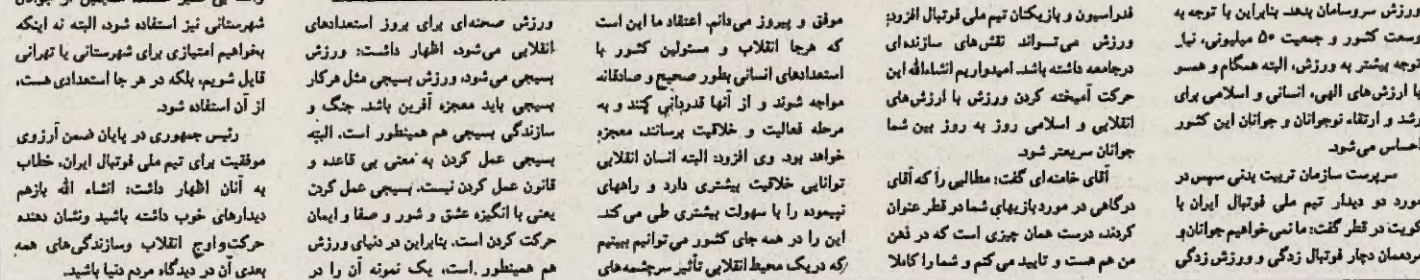 ورزش سروسامان بدهد. بنابراین با توجه به
وسعت کشور و جمعیت ۵۰ میلیونی، نیاز
توجه بیشتر به ورزش، البته همگام و همسو
با ارزش‌های الهی، انسانی و اسلامی برای
رشد و ارتقاء نوجوانان و جوانان این کشور
احساس می‌شود.
سرپرست سازمان تربیت بدنی سپس در
مورد دو دیدار تیم ملی فوتبال ایران با
کویت در قطر گفت: ما نمی‌خواهیم جوانان و
مردممان دچار فوتبال زدگی و ورزش زدگی
فدراسیون و بازیکنان تیم ملی فوتبال افزود:
ورزش می‌تواند نقش‌های سازنده‌ای
درجامعه داشته باشد. امیدواریم انشاءالله این
حرکت آمیخته کردن ورزش با ارزش‌های
انقلابی و اسلامی روز به روز بین شما
جوانان سریعتر شود.
آقای خامنه‌ای گفت: مطالبی را که آقای
درگاهی در مورد بازیهای شما در قطر عنوان
کردند، درست همان چیزی است که در ذهن
من هم هست و تایید می‌کنم و شما را کاملا
موفق و پیروز می‌دانم. اعتقاد ما این است
که هرجا انقلاب و مسئولین کشور با
استعدادهای انسانی بطور صحیح و صادقانه
مواجه شوند و از آنها قدردانی کنند و به
مرحله فعالیت و خلاقیت برسانند، معجزه
خواهد بود. وی افزود: البته انسان انقلابی
توانایی خلاقیت بیشتری دارد و راههای
نپیموده را با سهولت بیشتری طی می‌کند.
این را در همه جای کشور می‌توانیم ببینیم
که دریک محیط انقلابی تأثیر سرچشمه‌های
ورزش صحنه‌ای برای بروز استعدادهای
انقلابی می‌شود، اظهار داشت: ورزش
بسیجی می‌شود، ورزش بسیجی مثل هرکار
بسیجی باید معجزه آفرین باشد. جنگ و
سازندگی بسیجی هم همینطور است. البته
بسیجی عمل کردن به معنی بی قاعده و
قانون عمل کردن نیست. بسیجی عمل کردن
یعنی با انگیزه عشق و شور و صفا و ایمان
حرکت کردن است. بنابراین در دنیای ورزش
هم همینطور است، یک نمونه آن را در
شهرستانی نیز استفاده شود، البته نه اینکه
بخواهیم امتیازی برای شهرستانی یا تهرانی
قایل شویم، بلکه در هر جا استعدادی هست،
از آن استفاده شود.
رئیس جمهوری در پایان ضمن آرزوی
موفقیت برای تیم ملی فوتبال ایران، خطاب
به آنان اظهار داشت: انشاء الله بازهم
دیدارهای خوب داشته باشید ونشان دهنده
حرکت واوج انقلاب وسازندگی‌های همه
بعدی آن در دیدگاه مردم دنیا باشید.